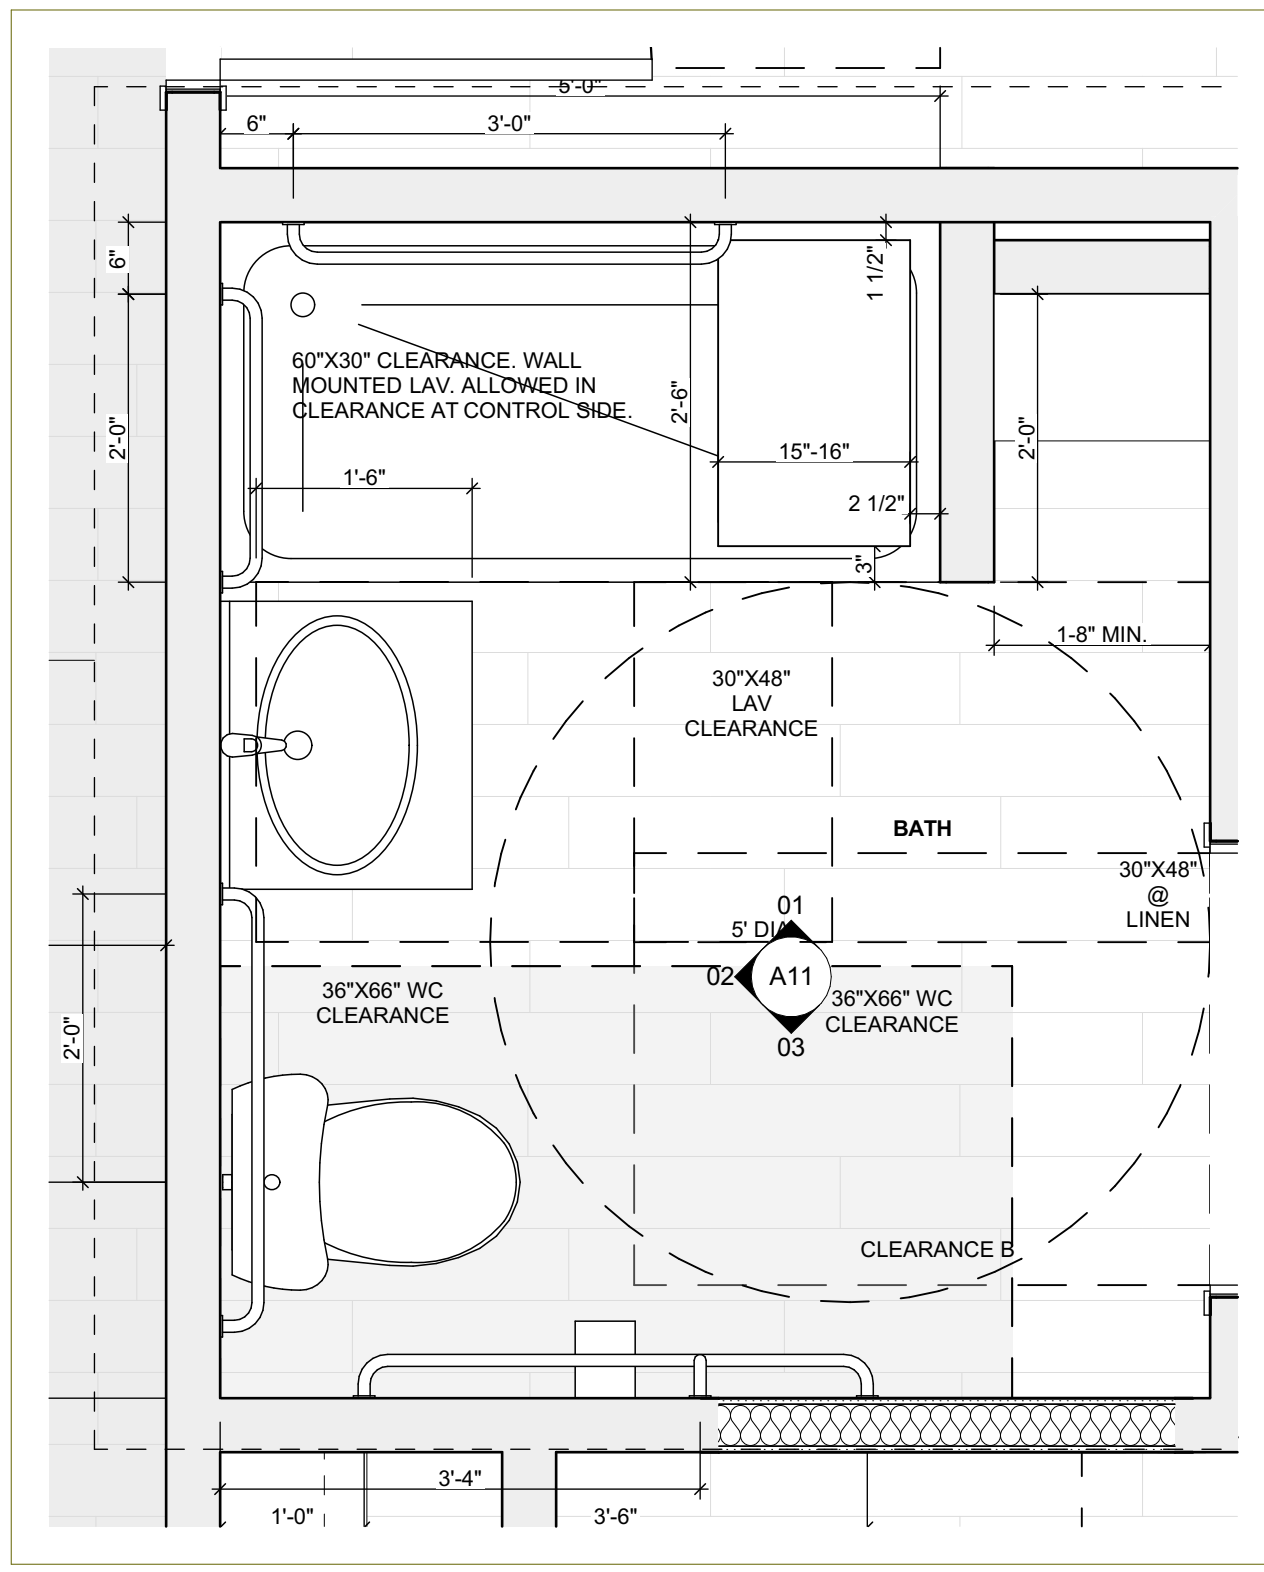 5'-0"
6"
3'-0"
6"
1 1/2"
60"X30" CLEARANCE. WALL
MOUNTED LAV. ALLOWED IN
CLEARANCE AT CONTROL SIDE.
2'-6"
2'-0"
2'-0"
15"-16"
1'-6"
2 1/2"
3"
1-8" MIN.
30"X48"
LAV
CLEARANCE
BATH
30"X48"
@
LINEN
01
5' DIA
02
A11
03
36"X66" WC
CLEARANCE
36"X66" WC
CLEARANCE
2'-0"
CLEARANCE B
3'-4"
1'-0"
3'-6"